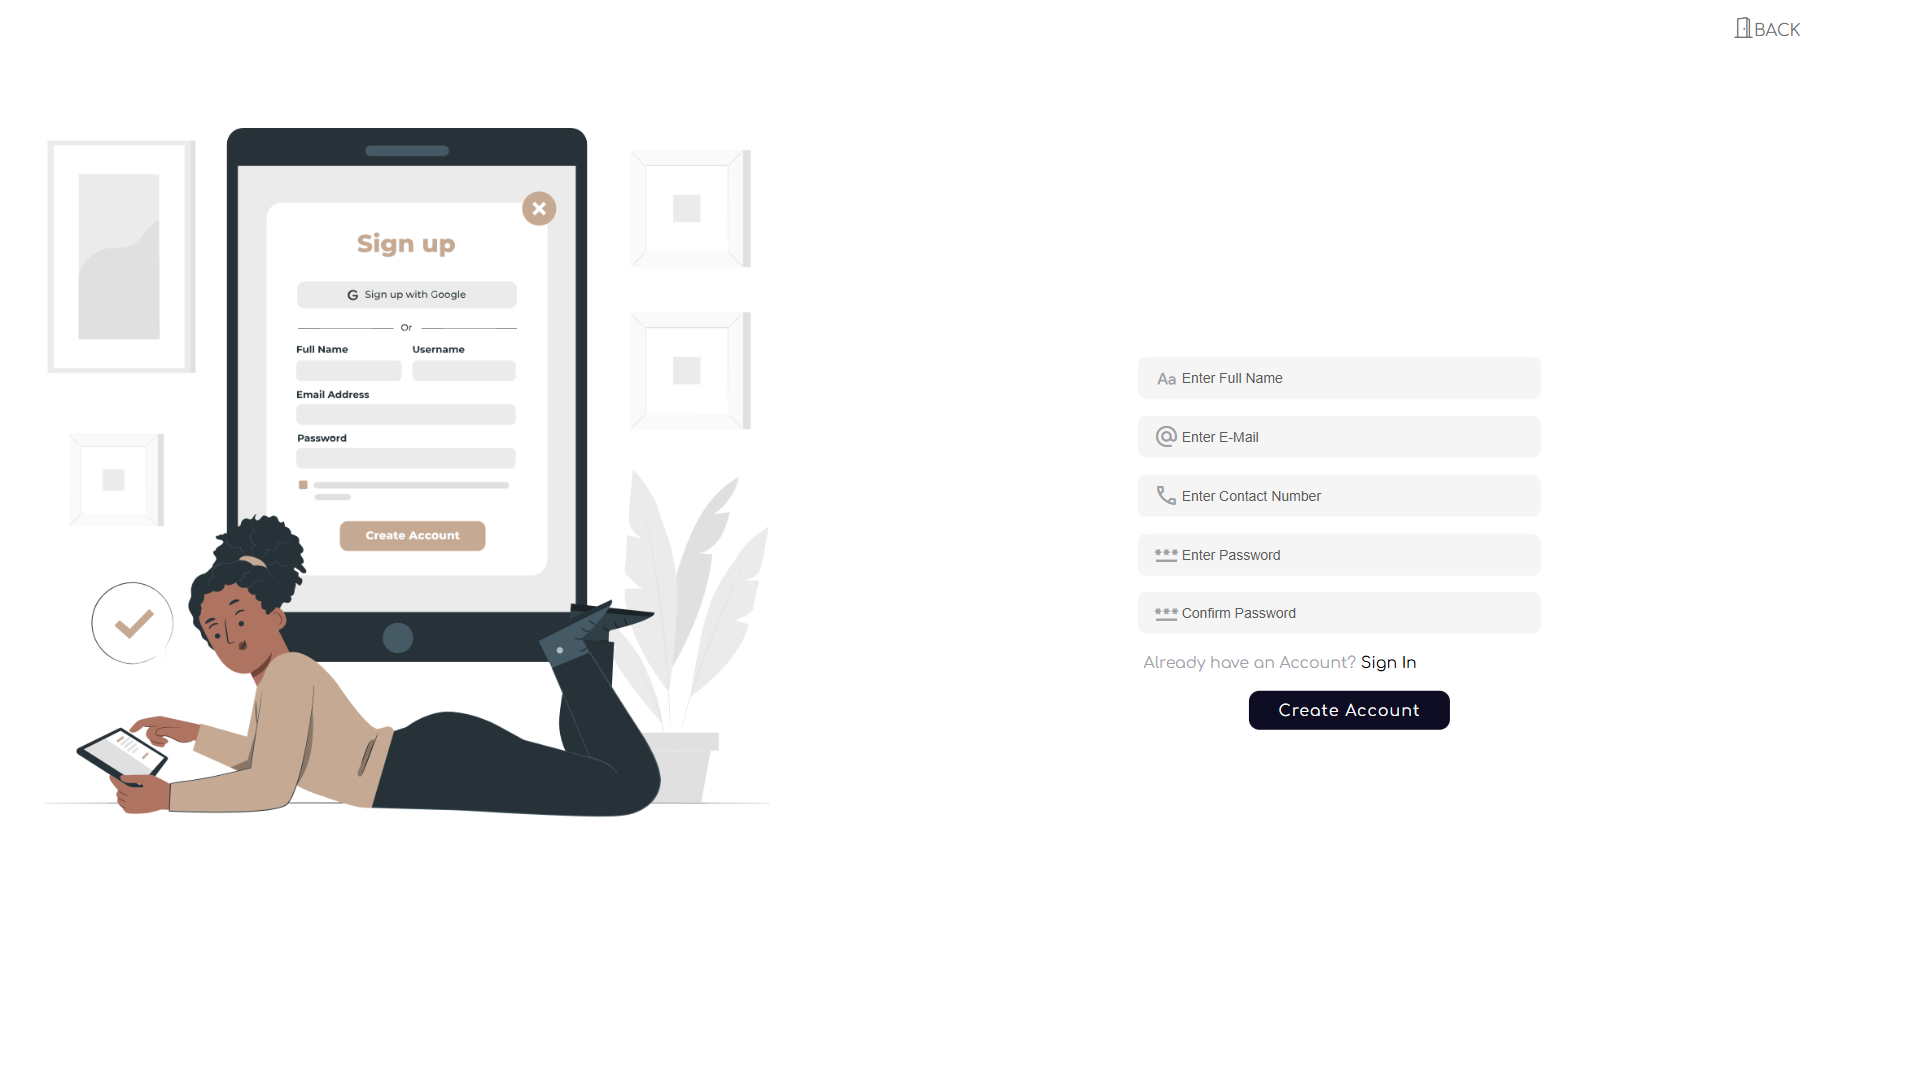 BACK
Sign up
G Sign up with Google
Or
Full Name Username
Email Address
Password
Create Account
Aa Enter Full Name
@ Enter E-Mail
Enter Contact Number
*** Enter Password
*** Confirm Password
Already have an Account? Sign In
Create Account